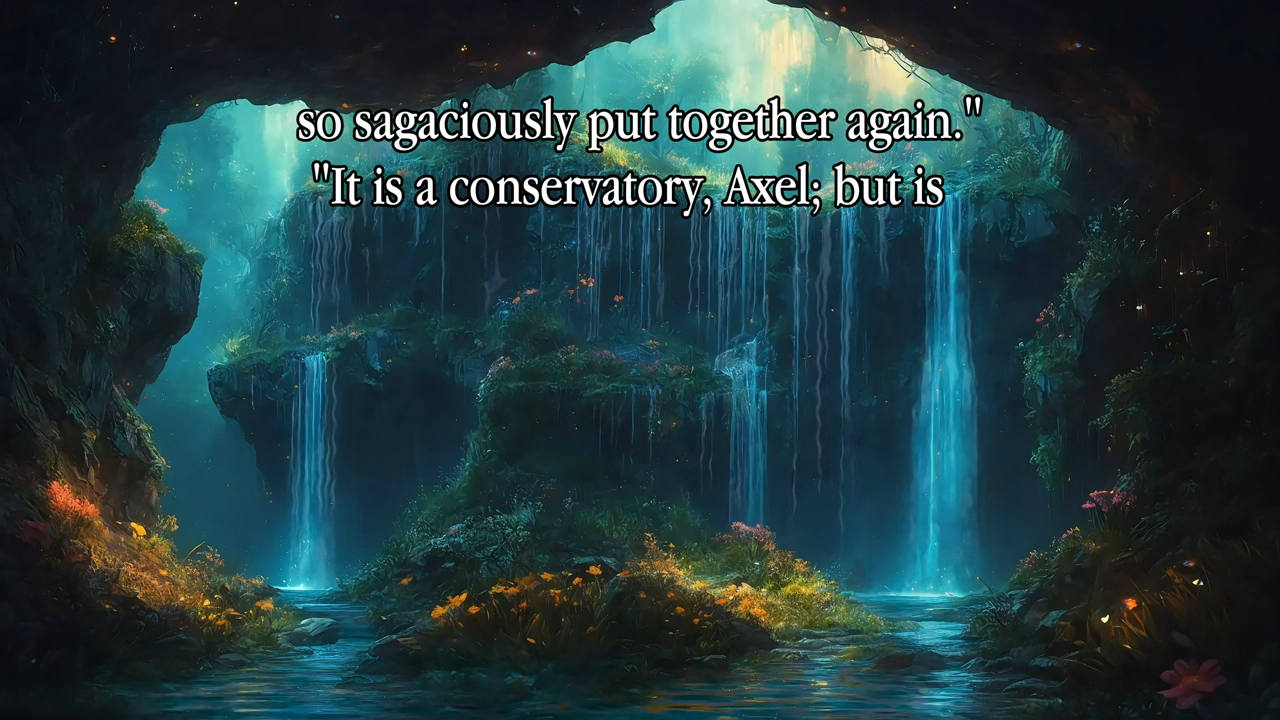 so sagaciously put together again."
"It is a conservatory, Axel; but is